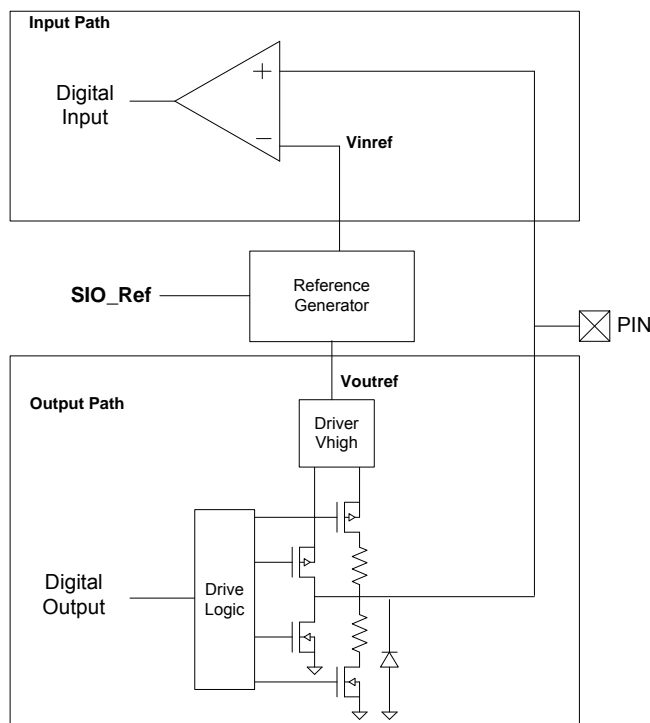 Input Path
Digital
Input
+
−
Vinref
SIO_Ref
Reference
Generator
PIN
Voutref
Output Path
Driver
Vhigh
Digital
Output
Drive
Logic